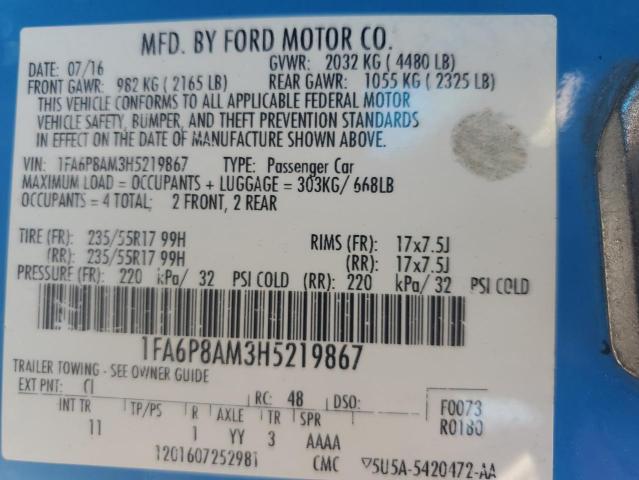 MFD. BY FORD MOTOR CO.
DATE: 07/16 GVWR: 2032 KG ( 4480 LB)
FRONT GAWR: 982 KG ( 2165 LB) REAR GAWR: 1055 KG ( 2325 LB)
THIS VEHICLE CONFORMS TO ALL APPLICABLE FEDERAL MOTOR
VEHICLE SAFETY, BUMPER, AND THEFT PREVENTION STANDARDS
IN EFFECT ON THE DATE OF MANUFACTURE SHOWN ABOVE.
VIN: 1FA6P8AM3H5219867 TYPE: Passenger Car
MAXIMUM LOAD = OCCUPANTS + LUGGAGE = 303KG/ 668LB
OCCUPANTS = 4 TOTAL; 2 FRONT, 2 REAR
TIRE (FR): 235/55R17 99H RIMS (FR): 17x7.5J
(RR): 235/55R17 99H (RR): 17x7.5J
PRESSURE (FR): 220 kPa/ 32 PSI COLD (RR): 220 kPa/ 32 PSI COLD
1FA6P8AM3H5219867
TRAILER TOWING - SEE OWNER GUIDE
EXT PNT: CI RC: 48 DSO: F0073
INT TR TP/PS R AXLE TR SPR R0180
11 1 YY 3 AAAA
1201607252981 CMC ▽5U5A-5420472-AA